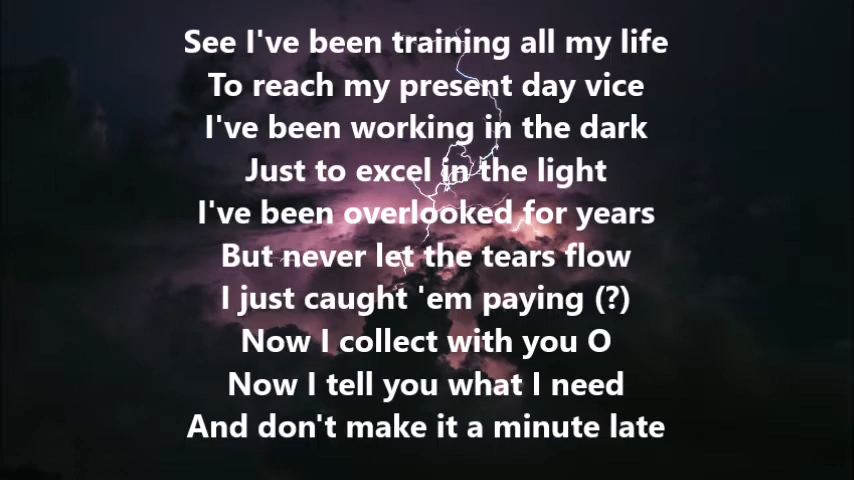 See I've been training all my life
To reach my present day vice
I've been working in the dark
Just to excel in the light
I've been overlooked for years
But never let the tears flow
I just caught 'em paying (?)
Now I collect with you O
Now I tell you what I need
And don't make it a minute late